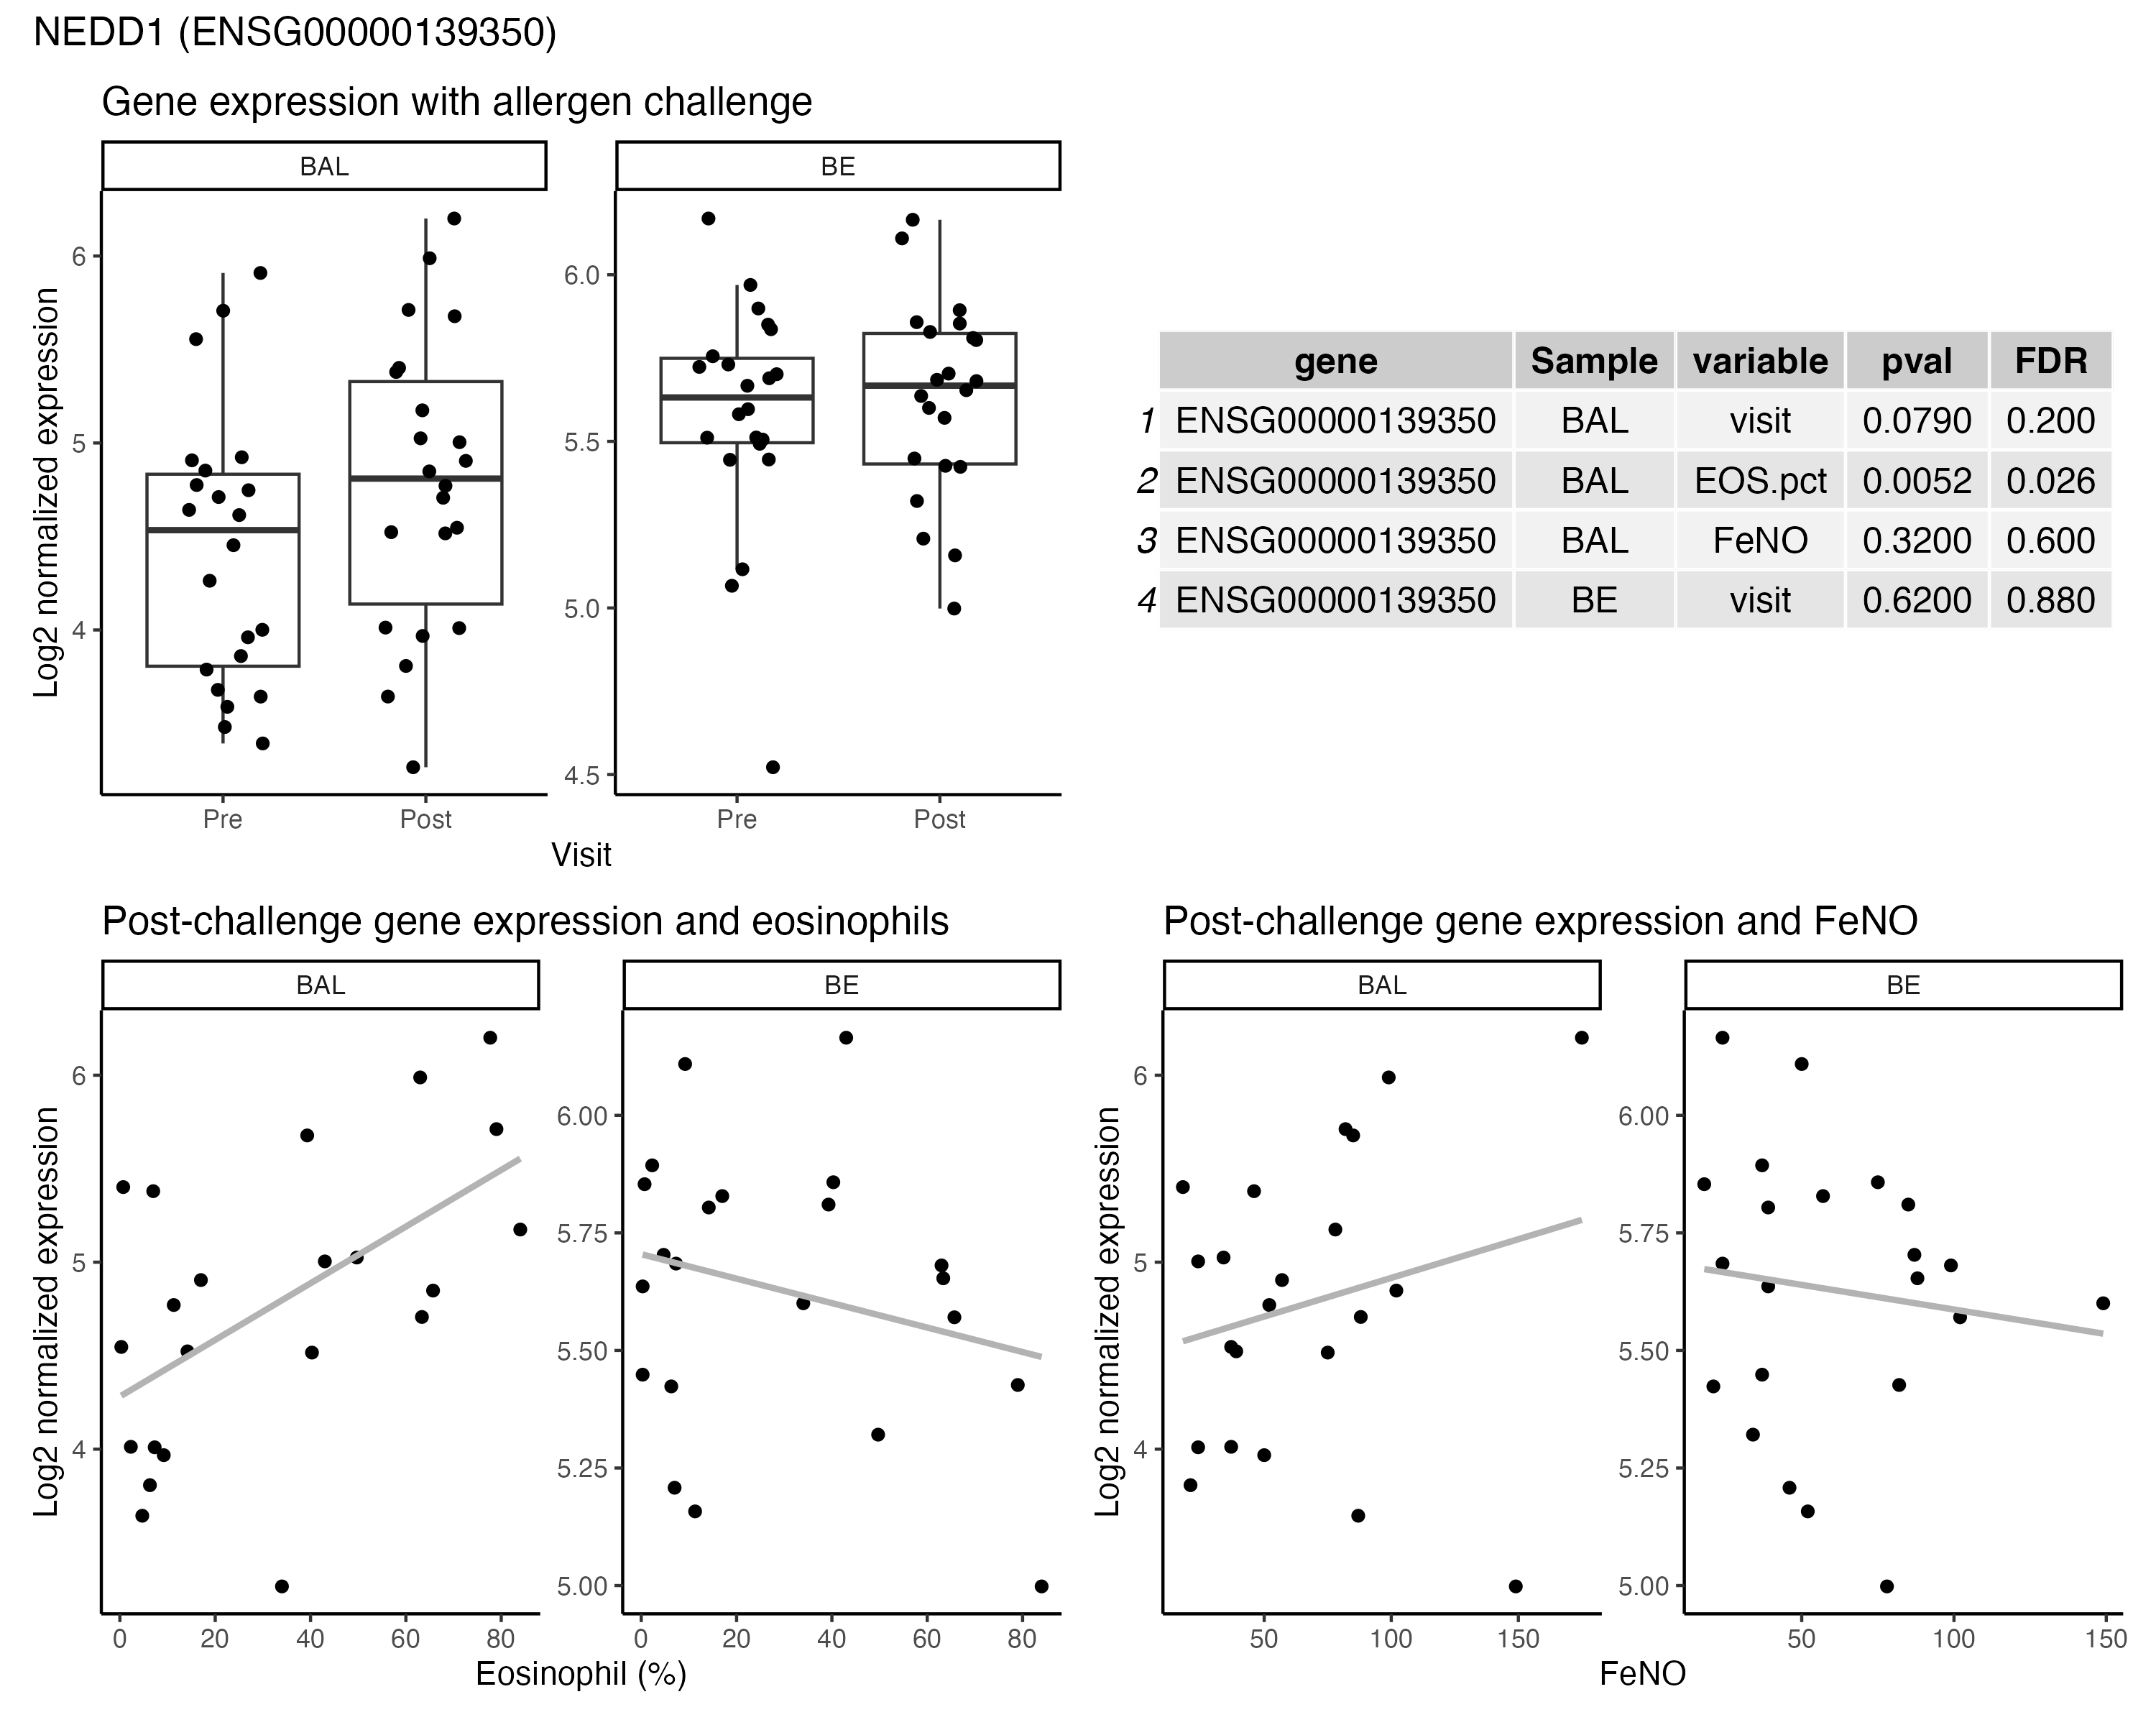 NEDD1 (ENSG00000139350)
Gene expression with allergen challenge
BAL BE
Log2 normalized expression
6
5
4
6.0
5.5
5.0
4.5
Pre Post Pre Post
Visit
gene Sample variable pval FDR
1 ENSG00000139350 BAL visit 0.0790 0.200
2 ENSG00000139350 BAL EOS.pct 0.0052 0.026
3 ENSG00000139350 BAL FeNO 0.3200 0.600
4 ENSG00000139350 BE visit 0.6200 0.880
Post-challenge gene expression and eosinophils
BAL BE
Log2 normalized expression
6
5
4
6.00
5.75
5.50
5.25
5.00
0 20 40 60 80 0 20 40 60 80
Eosinophil (%)
Post-challenge gene expression and FeNO
BAL BE
Log2 normalized expression
6
5
4
6.00
5.75
5.50
5.25
5.00
50 100 150 50 100 150
FeNO